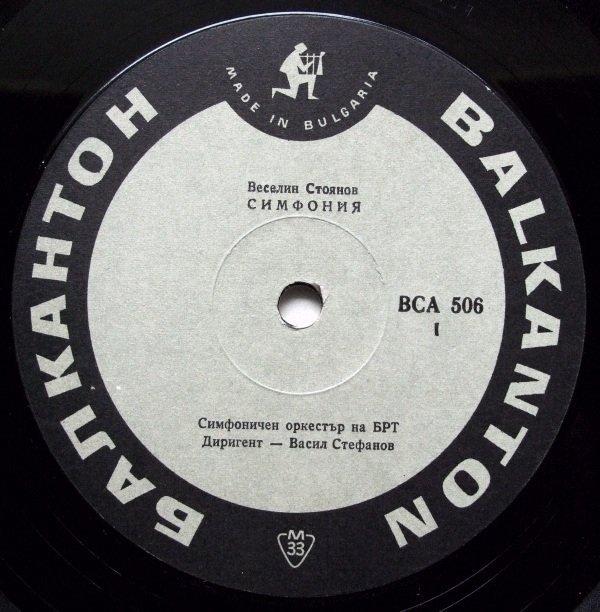 MADE IN BULGARIA
БАЛКАНТОН
BALKANTON
Веселин Стоянов
СИМФОНИЯ
ВСА 506
I
Симфоничен оркестър на БРТ
Диригент — Васил Стефанов
M
33